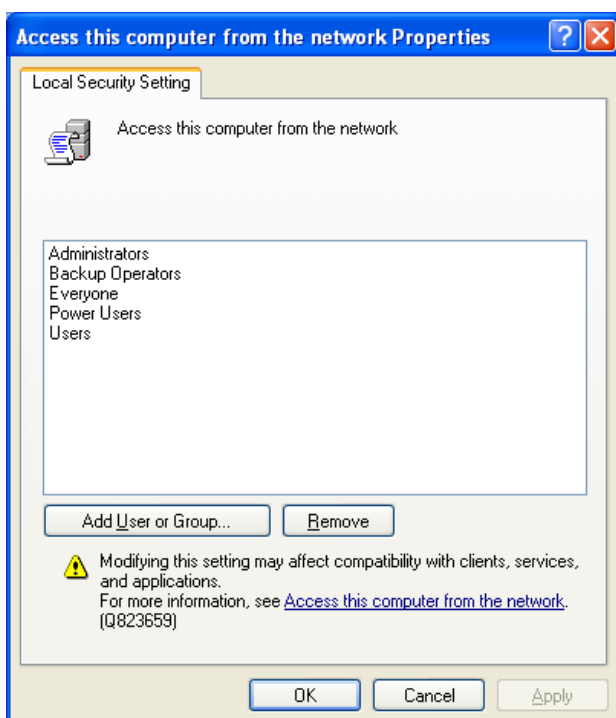 Access this computer from the network Properties
Local Security Setting
Access this computer from the network
Administrators
Backup Operators
Everyone
Power Users
Users
Add User or Group...
Remove
Modifying this setting may affect compatibility with clients, services,
and applications.
For more information, see Access this computer from the network.
(Q823659)
OK
Cancel
Apply